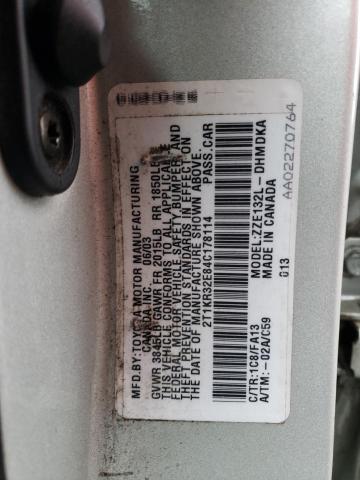 MFD.BY:TOYOTA MOTOR MANUFACTURING
CANADA INC. 06/03
GVWR 3845LB GAWR FR 2015LB RR 1850LB
THIS VEHICLE CONFORMS TO ALL APPLICABLE
FEDERAL MOTOR VEHICLE SAFETY,BUMPER, AND
THEFT PREVENTION STANDARDS IN EFFECT ON
THE DATE OF MANUFACTURE SHOWN ABOVE.
2T1KR32E84C178114 PASS.CAR
C/TR:1C8/FA13 MODEL:ZZE132L-DHMDKA
A/TM:-02A/C59 MADE IN CANADA
G13
AA02270764